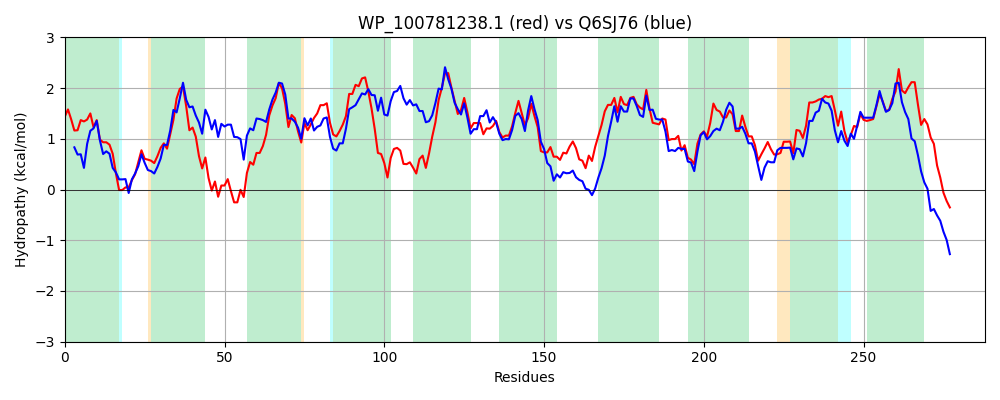 WP_100781238.1 (red) vs Q6SJ76 (blue)
Hydropathy (kcal/mol)
3
2
1
0
−1
−2
−3
0 50 100 150 200 250
Residues